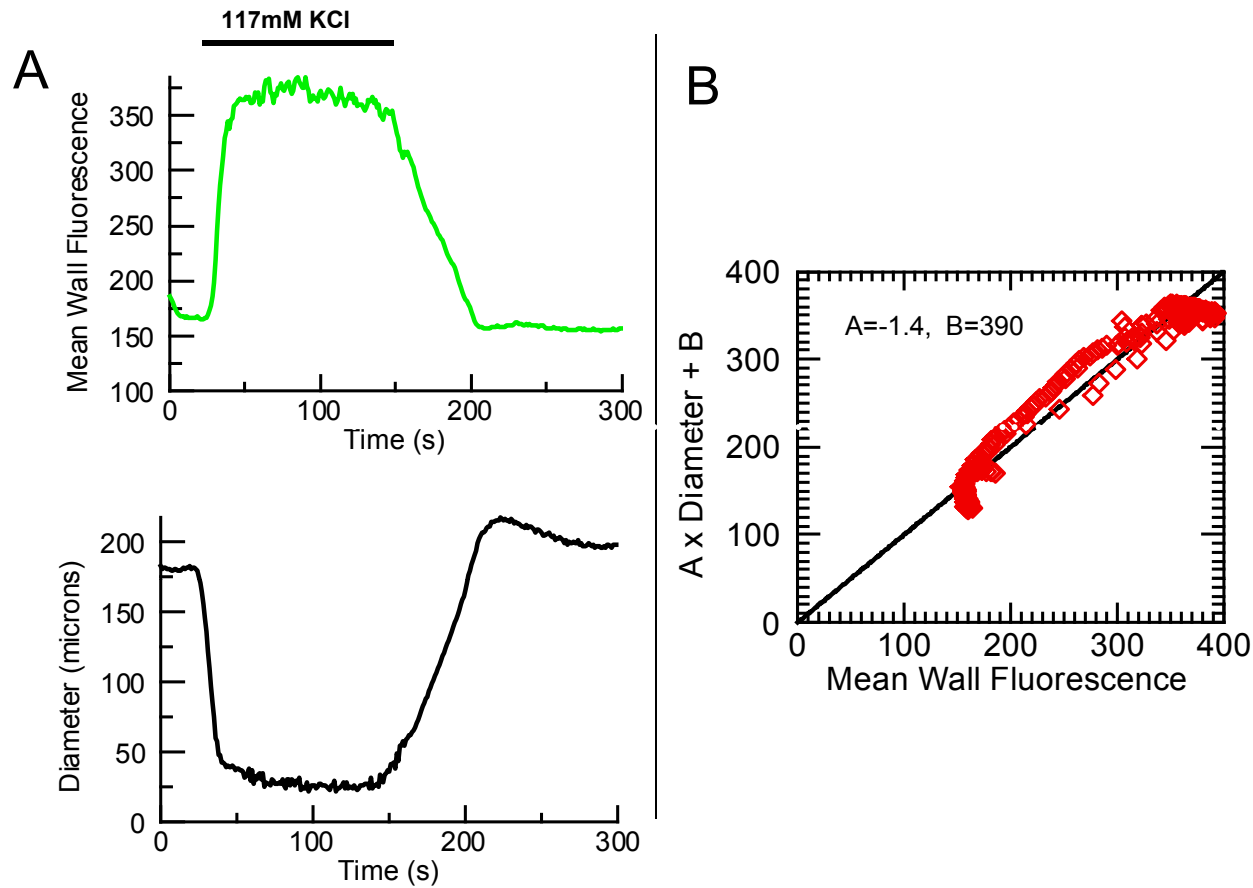 117mM KCl
A
Mean Wall Fluorescence
350
300
250
200
150
100
0
100
200
300
Time (s)
Diameter (microns)
200
150
100
50
0
0
100
200
300
Time (s)
B
A=-1.4, B=390
A x Diameter + B
400
300
200
100
0
0
100
200
300
400
Mean Wall Fluorescence